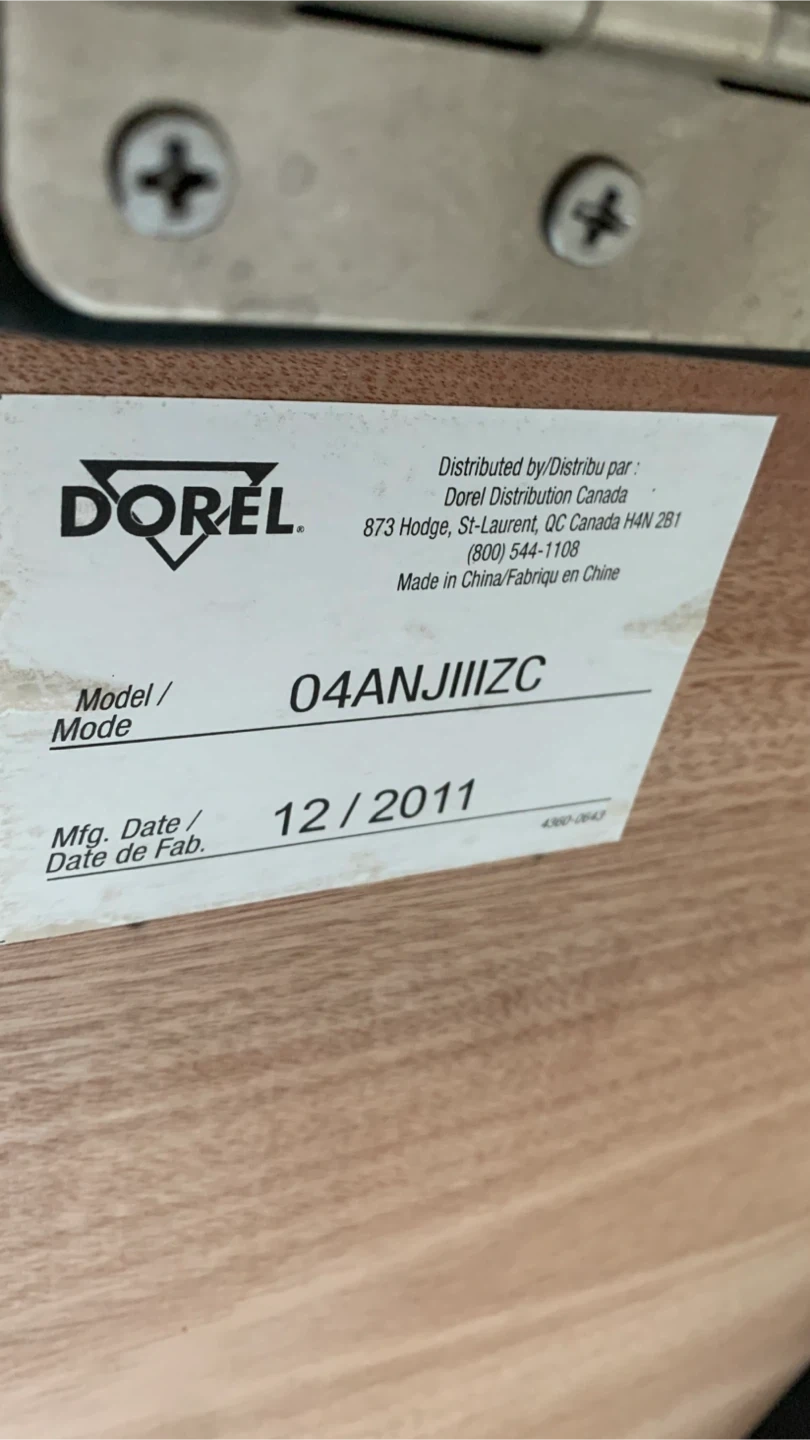 DOREL®
Distributed by/Distribu par :
Dorel Distribution Canada
873 Hodge, St-Laurent, QC Canada H4N 2B1
(800) 544-1108
Made in China/Fabriqu en Chine
Model / 04ANJIIIZC
Mode
Mfg. Date / 12 / 2011
Date de Fab.
4360-0643